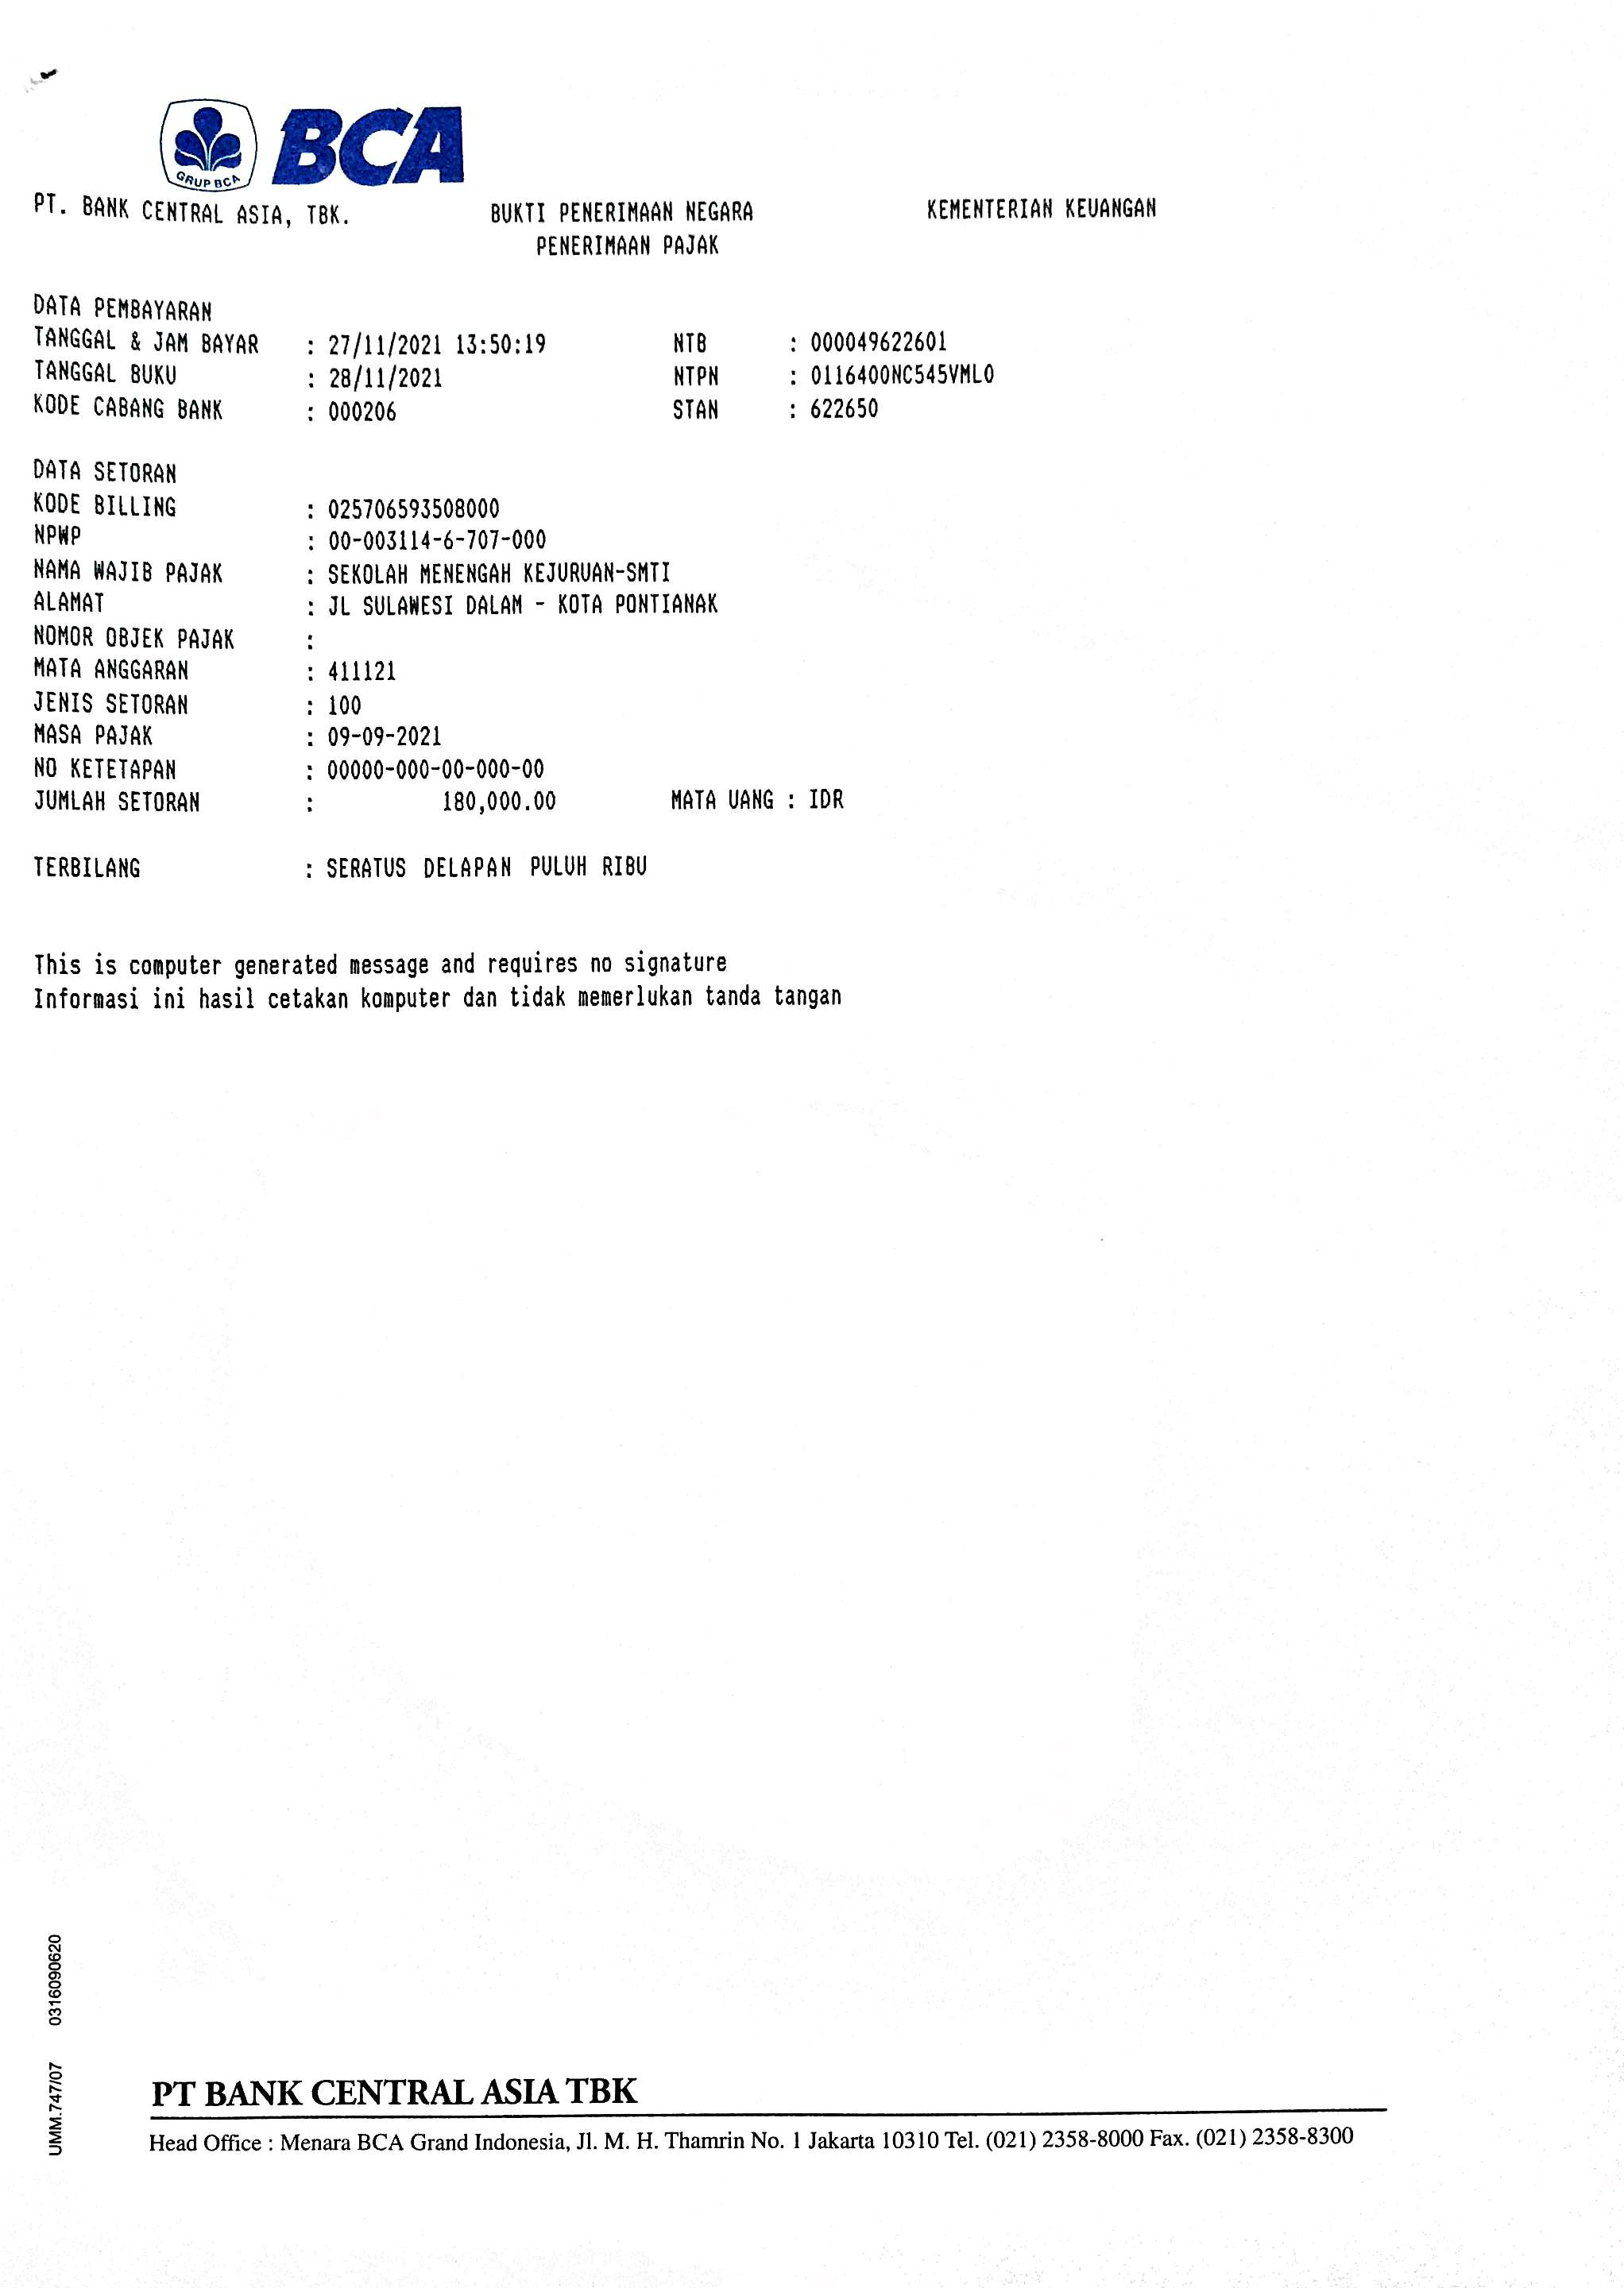 GRUP BCA
BCA
PT. BANK CENTRAL ASIA, TBK. BUKTI PENERIMAAN NEGARA KEMENTERIAN KEUANGAN
PENERIMAAN PAJAK
DATA PEMBAYARAN
TANGGAL & JAM BAYAR : 27/11/2021 13:50:19 NTB : 000049622601
TANGGAL BUKU : 28/11/2021 NTPN : 0116400NC545VML0
KODE CABANG BANK : 000206 STAN : 622650
DATA SETORAN
KODE BILLING : 025706593508000
NPWP : 00-003114-6-707-000
NAMA WAJIB PAJAK : SEKOLAH MENENGAH KEJURUAN-SMTI
ALAMAT : JL SULAWESI DALAM - KOTA PONTIANAK
NOMOR OBJEK PAJAK :
MATA ANGGARAN : 411121
JENIS SETORAN : 100
MASA PAJAK : 09-09-2021
NO KETETAPAN : 00000-000-00-000-00
JUMLAH SETORAN : 180,000.00 MATA UANG : IDR
TERBILANG : SERATUS DELAPAN PULUH RIBU
This is computer generated message and requires no signature
Informasi ini hasil cetakan komputer dan tidak memerlukan tanda tangan
UMM.747/07 0316090620
PT BANK CENTRAL ASIA TBK
Head Office : Menara BCA Grand Indonesia, Jl. M. H. Thamrin No. 1 Jakarta 10310 Tel. (021) 2358-8000 Fax. (021) 2358-8300